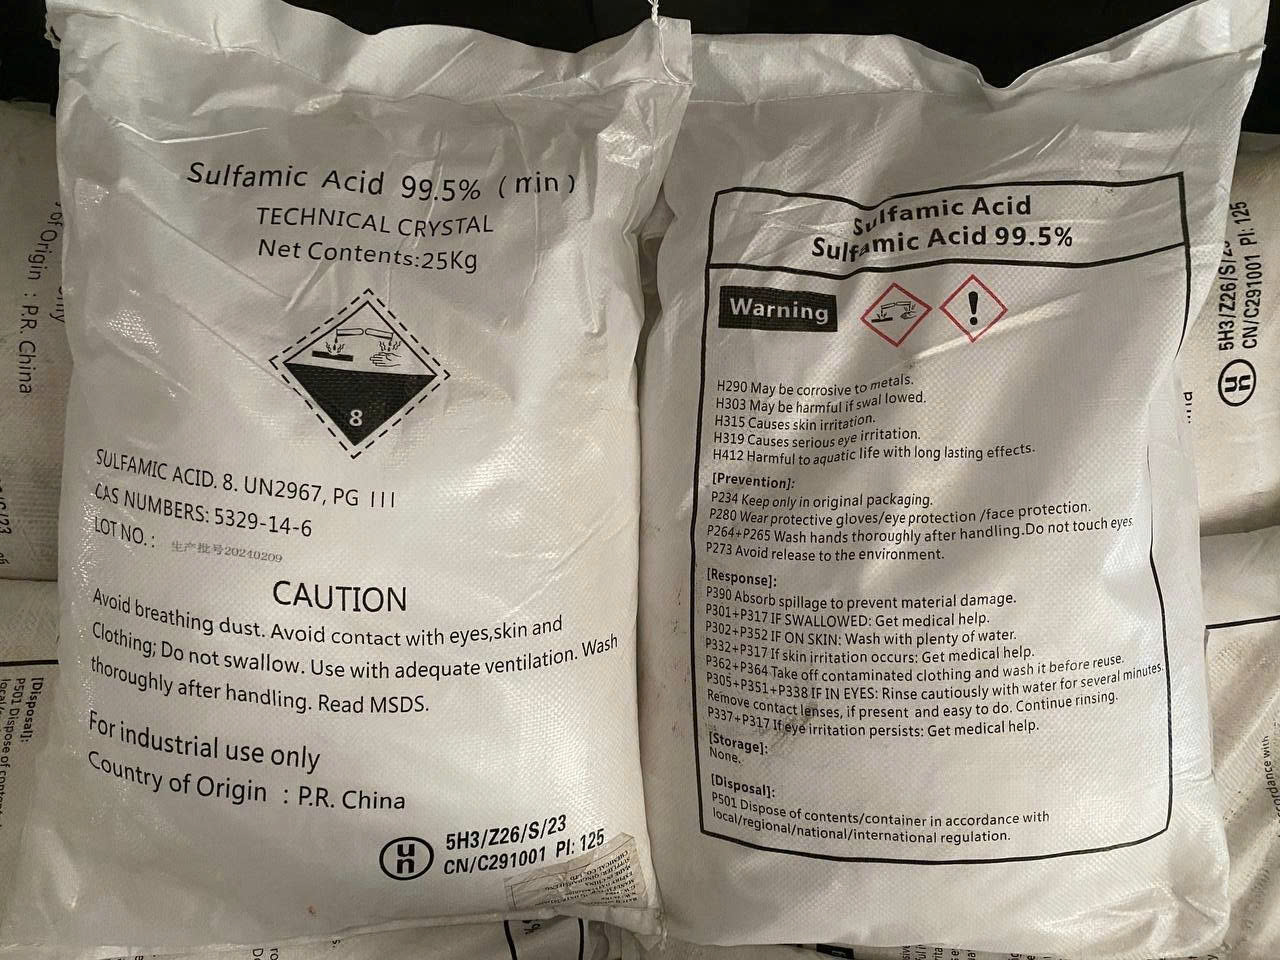 Sulfamic Acid 99.5% (min)
TECHNICAL CRYSTAL
Net Contents:25Kg
8
SULFAMIC ACID. 8. UN2967, PG III
CAS NUMBERS: 5329-14-6
LOT NO.: 生产批号20240209
CAUTION
Avoid breathing dust. Avoid contact with eyes,skin and
Clothing; Do not swallow. Use with adequate ventilation. Wash
thoroughly after handling. Read MSDS.
For industrial use only
Country of Origin : P.R. China
un
5H3/Z26/S/23
CN/C291001 PI: 125
Sulfamic Acid
Sulfamic Acid 99.5%
Warning
H290 May be corrosive to metals.
H303 May be harmful if swal lowed.
H315 Causes skin irritation.
H319 Causes serious eye irritation.
H412 Harmful to aquatic life with long lasting effects.
[Prevention]:
P234 Keep only in original packaging.
P280 Wear protective gloves/eye protection /face protection.
P264+P265 Wash hands thoroughly after handling.Do not touch eyes
P273 Avoid release to the environment.
[Response]:
P390 Absorb spillage to prevent material damage.
P301+P317 IF SWALLOWED: Get medical help.
P302+P352 IF ON SKIN: Wash with plenty of water.
P332+P317 If skin irritation occurs: Get medical help.
P362+P364 Take off contaminated clothing and wash it before reuse.
P305+P351+P338 IF IN EYES: Rinse cautiously with water for several minutes.
Remove contact lenses, if present and easy to do. Continue rinsing.
P337+P317 If eye irritation persists: Get medical help.
[Storage]:
None.
[Disposal]:
P501 Dispose of contents/container in accordance with
local/regional/national/international regulation.
of Origin : P.R. China
[Disposal]:
P501 Dispose of
5H3/Z26/S/2
CN/C291001 PI: 125
un